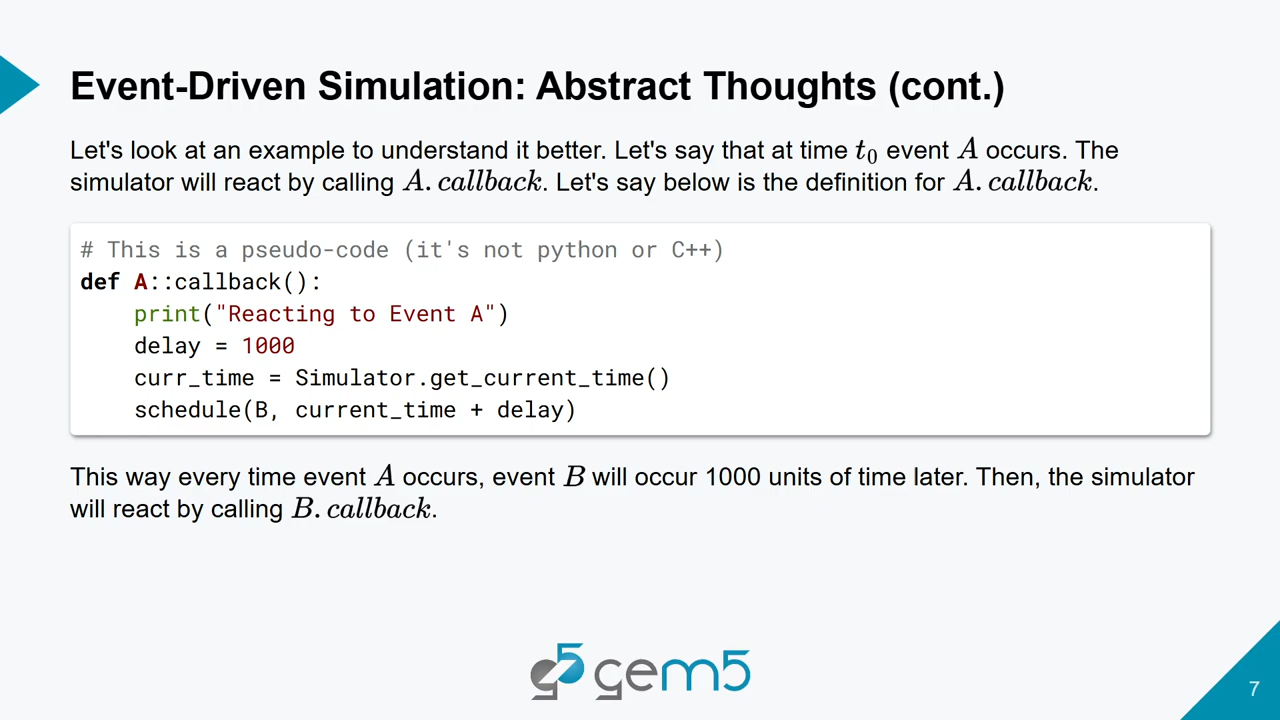 Event-Driven Simulation: Abstract Thoughts (cont.)
Let's look at an example to understand it better. Let's say that at time t0 event A occurs. The
simulator will react by calling A.callback. Let's say below is the definition for A.callback.
# This is a pseudo-code (it's not python or C++)
def A::callback():
    print("Reacting to Event A")
    delay = 1000
    curr_time = Simulator.get_current_time()
    schedule(B, current_time + delay)
This way every time event A occurs, event B will occur 1000 units of time later. Then, the simulator
will react by calling B.callback.
g5 gem5
7